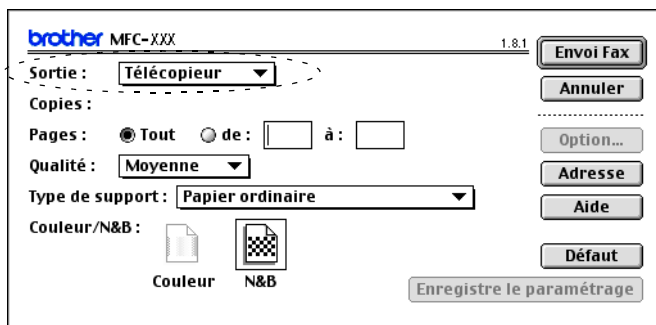 brother MFC-XXX 1.8.1
Envoi Fax
Sortie : Télécopieur
Annuler
Copies :
Pages : Tout de : à :
Option...
Qualité : Moyenne
Adresse
Type de support : Papier ordinaire
Aide
Couleur/N&B :
Défaut
Couleur N&B
Enregistre le paramétrage